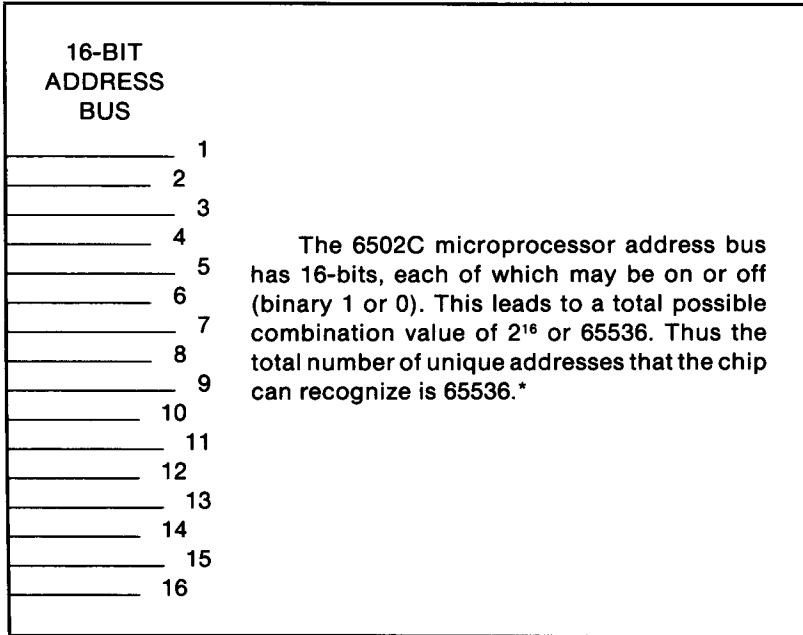 16-BIT
ADDRESS
BUS
1
2
3
4
5
6
7
8
9
10
11
12
13
14
15
16
The 6502C microprocessor address bus
has 16-bits, each of which may be on or off
(binary 1 or 0). This leads to a total possible
combination value of 2¹⁶ or 65536. Thus the
total number of unique addresses that the chip
can recognize is 65536.*